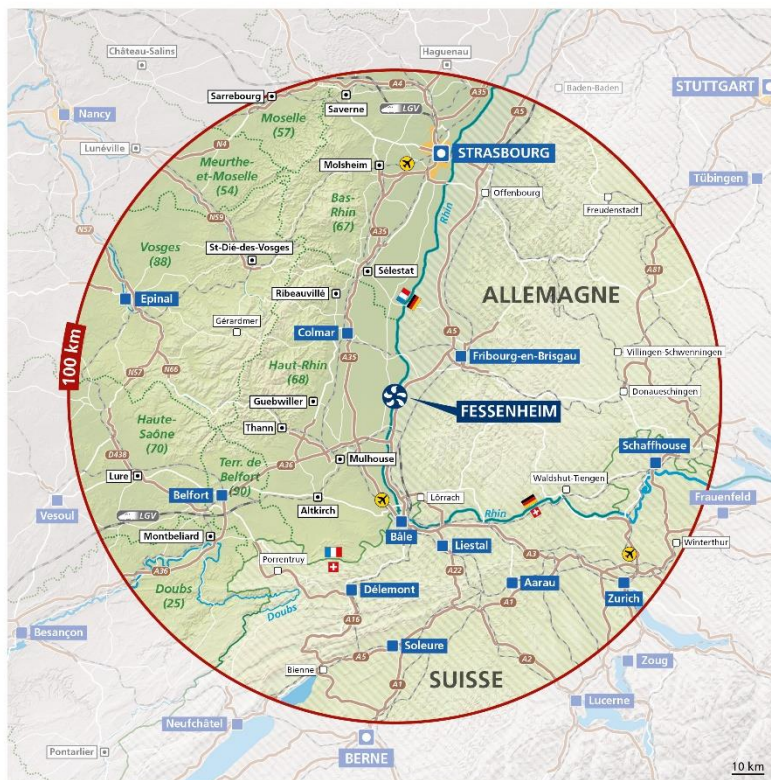 Château-Salins
Haguenau
STUTTGART
Baden-Baden
Sarrebourg
A4
A35
Saverne
LGV
A5
Nancy
Moselle
(57)
Lunéville
N4
STRASBOURG
Meurthe-
et-Moselle
(54)
Molsheim
Tübingen
Offenbourg
Freudenstadt
Bas-
Rhin
(67)
Rhin
N59
N57
Vosges
(88)
A35
St-Dié-des-Vosges
Sélestat
A81
Epinal
Ribeauvillé
ALLEMAGNE
Gérardmer
Colmar
A5
A35
Villingen-Schwenningen
Fribourg-en-Brisgau
100 km
N57
N66
Haut-Rhin
(68)
Donaueschingen
Guebwiller
FESSENHEIM
Haute-
Saône
(70)
Thann
Schaffhouse
D438
A36
Mulhouse
Lure
Terr. de
Belfort
(90)
Waldshut-Tiengen
Belfort
Altkirch
Lörrach
Frauenfeld
Vesoul
LGV
Rhin
Bâle
Montbeliard
Liestal
Winterthur
A3
Porrentruy
A36
A22
Doubs
(25)
Délemont
Aarau
Zurich
A1
Doubs
A16
Besançon
Soleure
A5
A2
Zoug
Bienne
SUISSE
A1
Lucerne
Neufchâtel
BERNE
Pontarlier
10 km